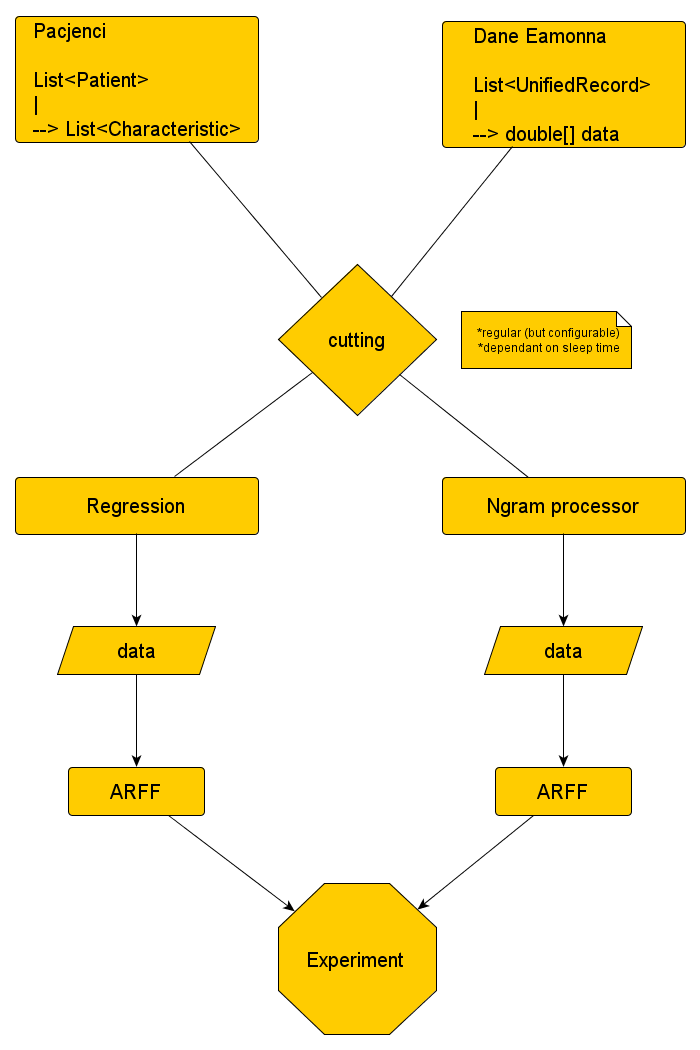 Pacjenci
List<Patient>
|
--> List<Characteristic>
Dane Eamonna
List<UnifiedRecord>
|
--> double[] data
cutting
*regular (but configurable)
*dependant on sleep time
Regression
Ngram processor
data
data
ARFF
ARFF
Experiment